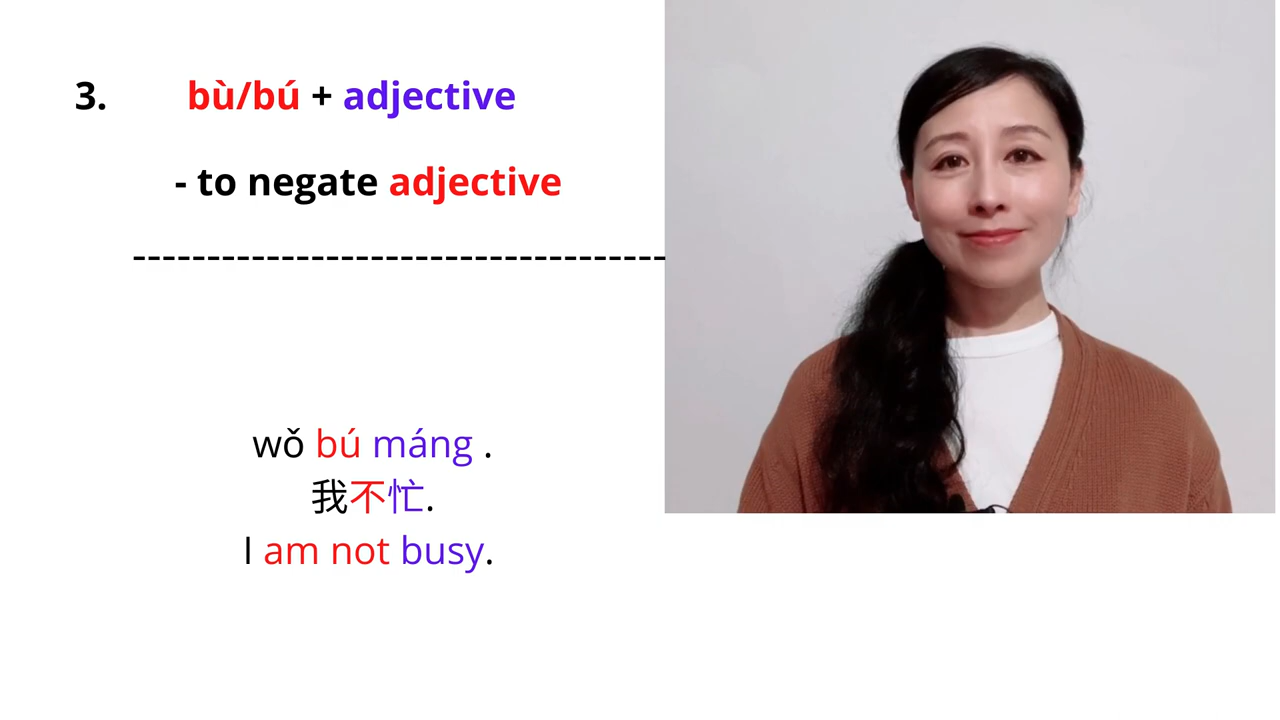 3. bù/bú + adjective
- to negate adjective
------------------------------------
wǒ bú máng .
我不忙.
I am not busy.